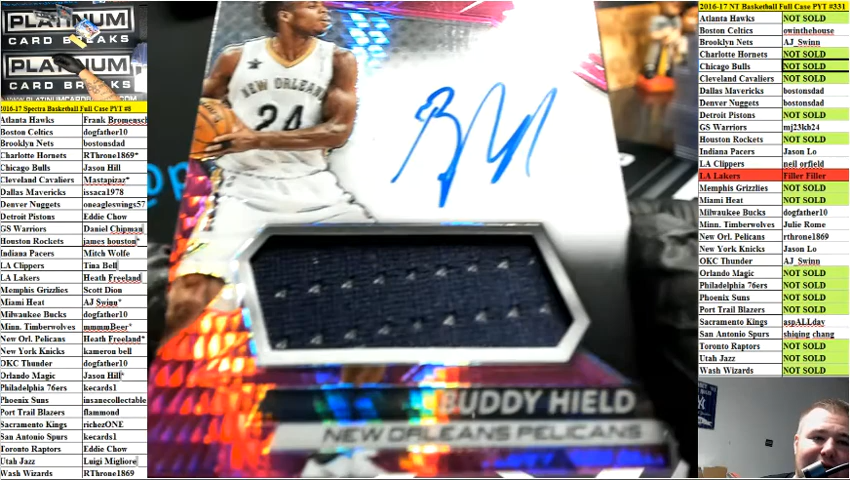 PLATINUM
CARD BREAKS
PLATINUM
CARD BREAKS
2016-17 Spectra Basketball Full Case PYT #8
Atlanta Hawks Frank Bromensch
Boston Celtics dogfather10
Brooklyn Nets bostonsdad
Charlotte Hornets RThrone1869*
Chicago Bulls Jason Hill
Cleveland Cavaliers Mastapizaz*
Dallas Mavericks issaca1978
Denver Nuggets oneagleswings57
Detroit Pistons Eddie Chow
GS Warriors Daniel Chipman
Houston Rockets james houston*
Indiana Pacers Mitch Wolfe
LA Clippers Tina Bell
LA Lakers Heath Freeland
Memphis Grizzlies Scott Dion
Miami Heat AJ Swinn*
Milwaukee Bucks dogfather10
Minn. Timberwolves mmmmBeer*
New Orl. Pelicans Heath Freeland*
New York Knicks kameron bell
OKC Thunder dogfather10
Orlando Magic Jason Hill*
Philadelphia 76ers kecards1
Phoenix Suns insanecollectable
Port Trail Blazers flammond
Sacramento Kings richezONE
San Antonio Spurs kecards1
Toronto Raptors Eddie Chow
Utah Jazz Luigi Migliore
Wash Wizards RThrone1869
NEW ORLEANS
24
BUDDY HIELD
NEW ORLEANS PELICANS
2016-17 NT Basketball Full Case PYT #331
Atlanta Hawks NOT SOLD
Boston Celtics owinthehouse
Brooklyn Nets AJ_Swinn
Charlotte Hornets NOT SOLD
Chicago Bulls NOT SOLD
Cleveland Cavaliers NOT SOLD
Dallas Mavericks bostonsdad
Denver Nuggets bostonsdad
Detroit Pistons NOT SOLD
GS Warriors mj23kb24
Houston Rockets NOT SOLD
Indiana Pacers Jason Lo
LA Clippers neil orfield
LA Lakers Filler Filler
Memphis Grizzlies NOT SOLD
Miami Heat NOT SOLD
Milwaukee Bucks dogfather10
Minn. Timberwolves Julie Rome
New Orl. Pelicans rthrone1869
New York Knicks Jason Lo
OKC Thunder AJ_Swinn
Orlando Magic NOT SOLD
Philadelphia 76ers NOT SOLD
Phoenix Suns NOT SOLD
Port Trail Blazers NOT SOLD
Sacramento Kings aspALLday
San Antonio Spurs shiqing chang
Toronto Raptors NOT SOLD
Utah Jazz NOT SOLD
Wash Wizards NOT SOLD